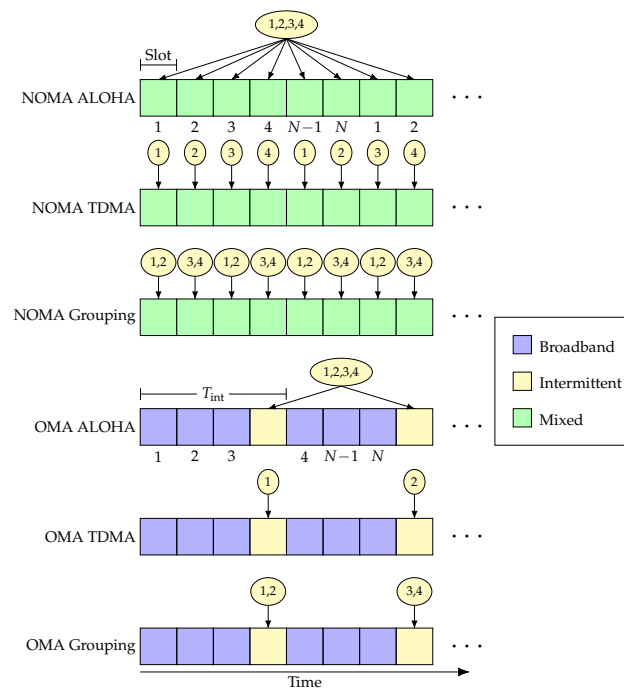 1,2,3,4
Slot
NOMA ALOHA
. . .
1 2 3 4 N−1 N 1 2
1 2 3 4 1 2 3 4
NOMA TDMA
. . .
1,2 3,4 1,2 3,4 1,2 3,4 1,2 3,4
NOMA Grouping
. . .
Broadband
Intermittent
Mixed
1,2,3,4
T_int
OMA ALOHA
. . .
1 2 3 4 N−1 N
1 2
OMA TDMA
. . .
1,2 3,4
OMA Grouping
. . .
Time